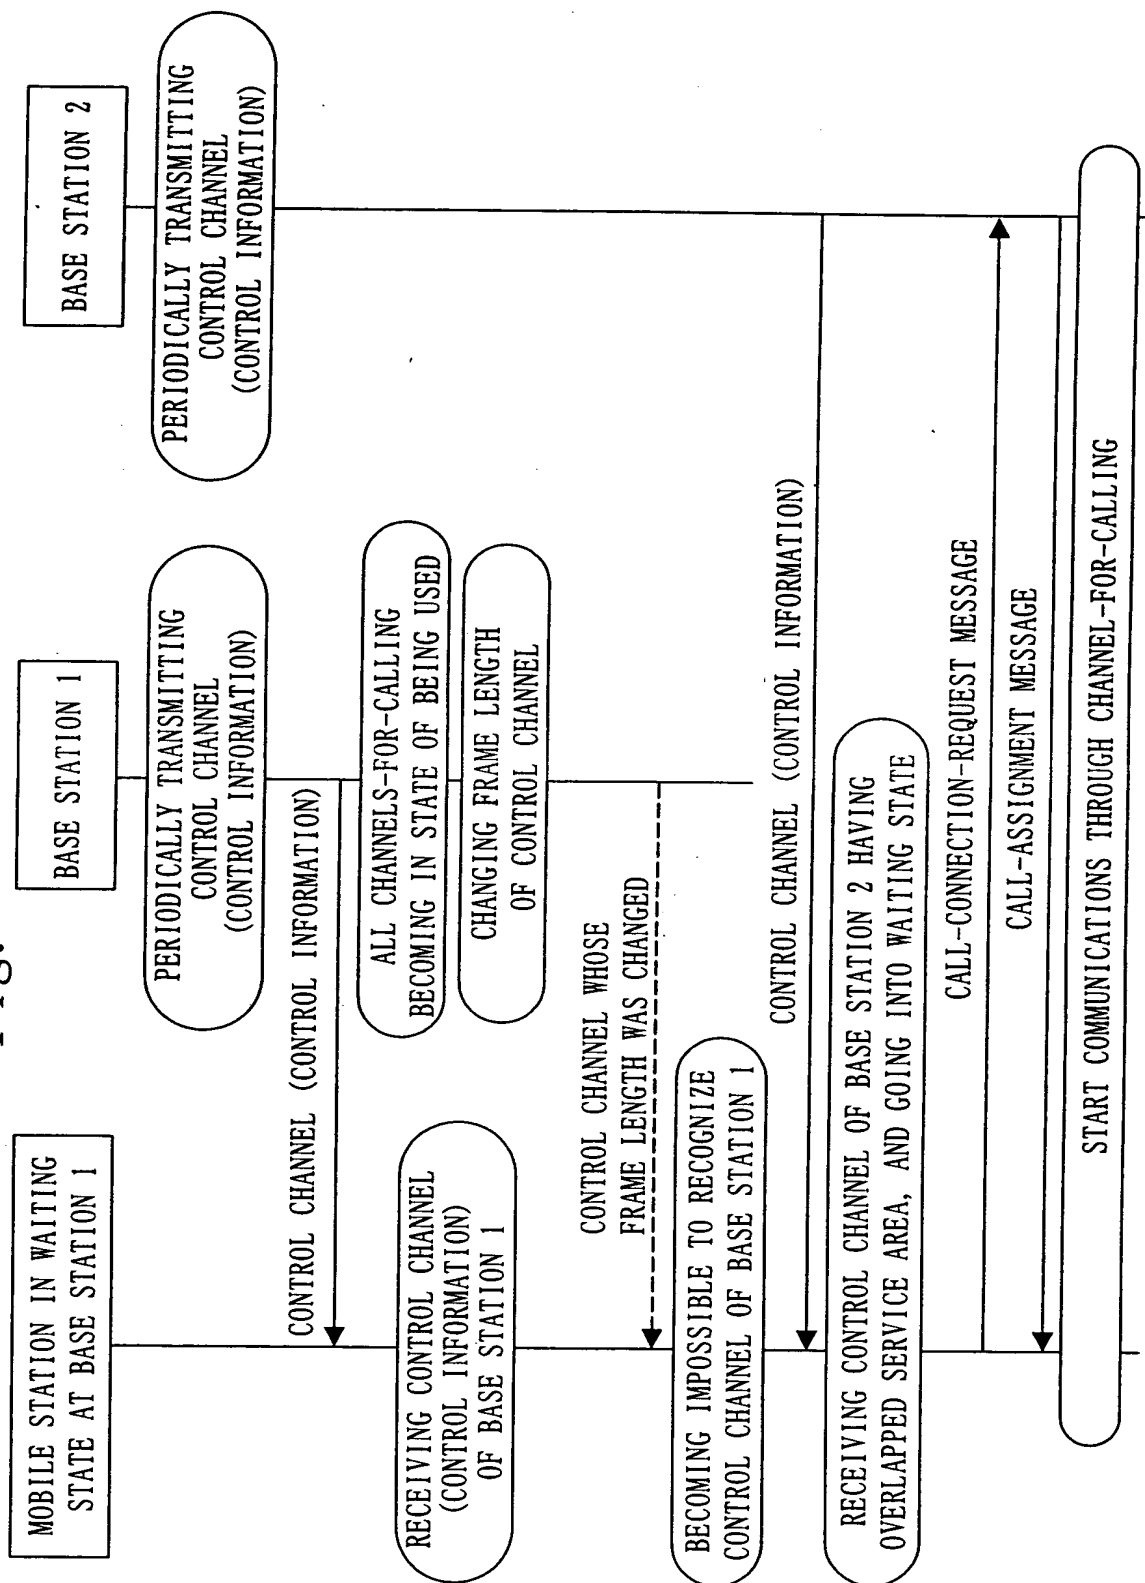 Fig.
MOBILE STATION IN WAITING
STATE AT BASE STATION 1
BASE STATION 1
BASE STATION 2
PERIODICALLY TRANSMITTING
CONTROL CHANNEL
(CONTROL INFORMATION)
PERIODICALLY TRANSMITTING
CONTROL CHANNEL
(CONTROL INFORMATION)
CONTROL CHANNEL (CONTROL INFORMATION)
ALL CHANNELS-FOR-CALLING
BECOMING IN STATE OF BEING USED
RECEIVING CONTROL CHANNEL
(CONTROL INFORMATION)
OF BASE STATION 1
CHANGING FRAME LENGTH
OF CONTROL CHANNEL
CONTROL CHANNEL WHOSE
FRAME LENGTH WAS CHANGED
BECOMING IMPOSSIBLE TO RECOGNIZE
CONTROL CHANNEL OF BASE STATION 1
CONTROL CHANNEL (CONTROL INFORMATION)
RECEIVING CONTROL CHANNEL OF BASE STATION 2 HAVING
OVERLAPPED SERVICE AREA, AND GOING INTO WAITING STATE
CALL-CONNECTION-REQUEST MESSAGE
CALL-ASSIGNMENT MESSAGE
START COMMUNICATIONS THROUGH CHANNEL-FOR-CALLING